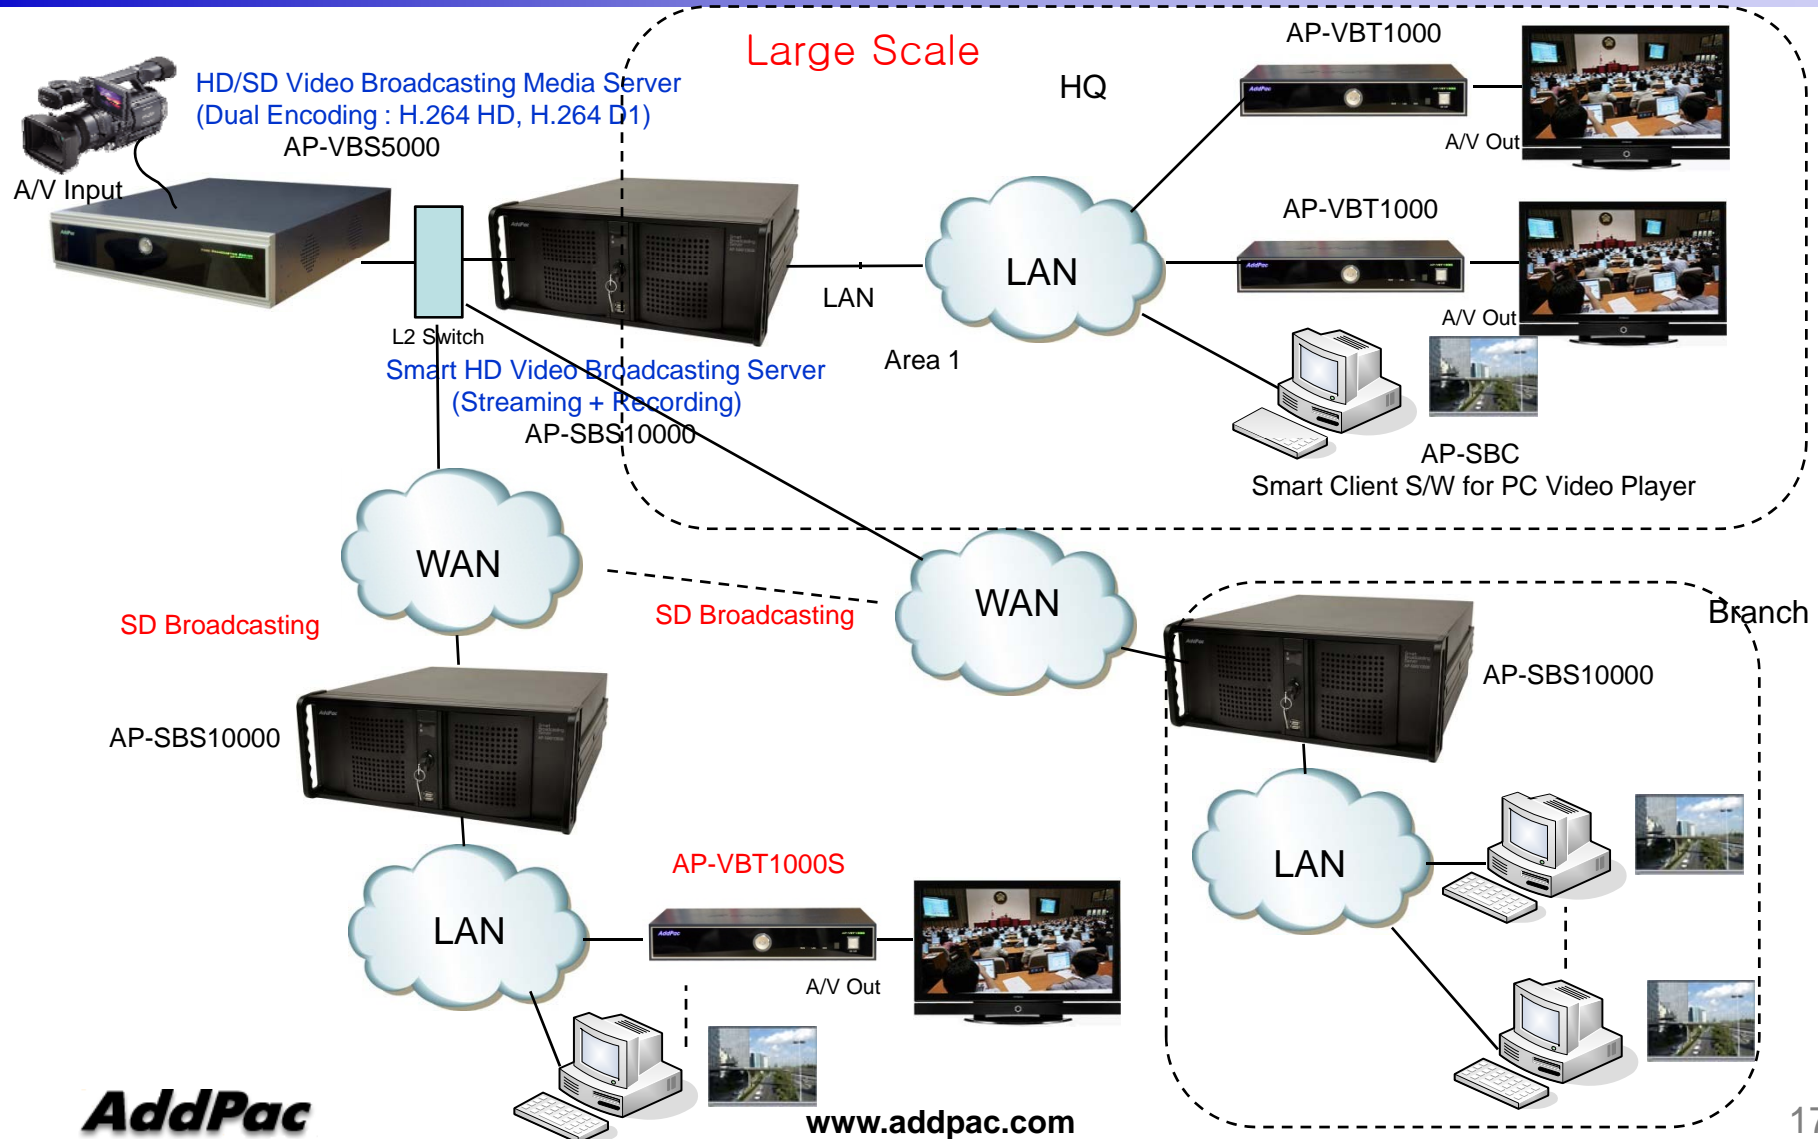 Large Scale
AP-VBT1000
HQ
HD/SD Video Broadcasting Media Server
(Dual Encoding : H.264 HD, H.264 D1)
AP-VBS5000
A/V Input
A/V Out
AP-VBT1000
LAN
LAN
L2 Switch
A/V Out
Smart HD Video Broadcasting Server
(Streaming + Recording)
AP-SBS10000
Area 1
AP-SBC
Smart Client S/W for PC Video Player
WAN
WAN
SD Broadcasting
SD Broadcasting
Branch
AP-SBS10000
AP-SBS10000
LAN
AP-VBT1000S
LAN
A/V Out
AddPac
www.addpac.com
17